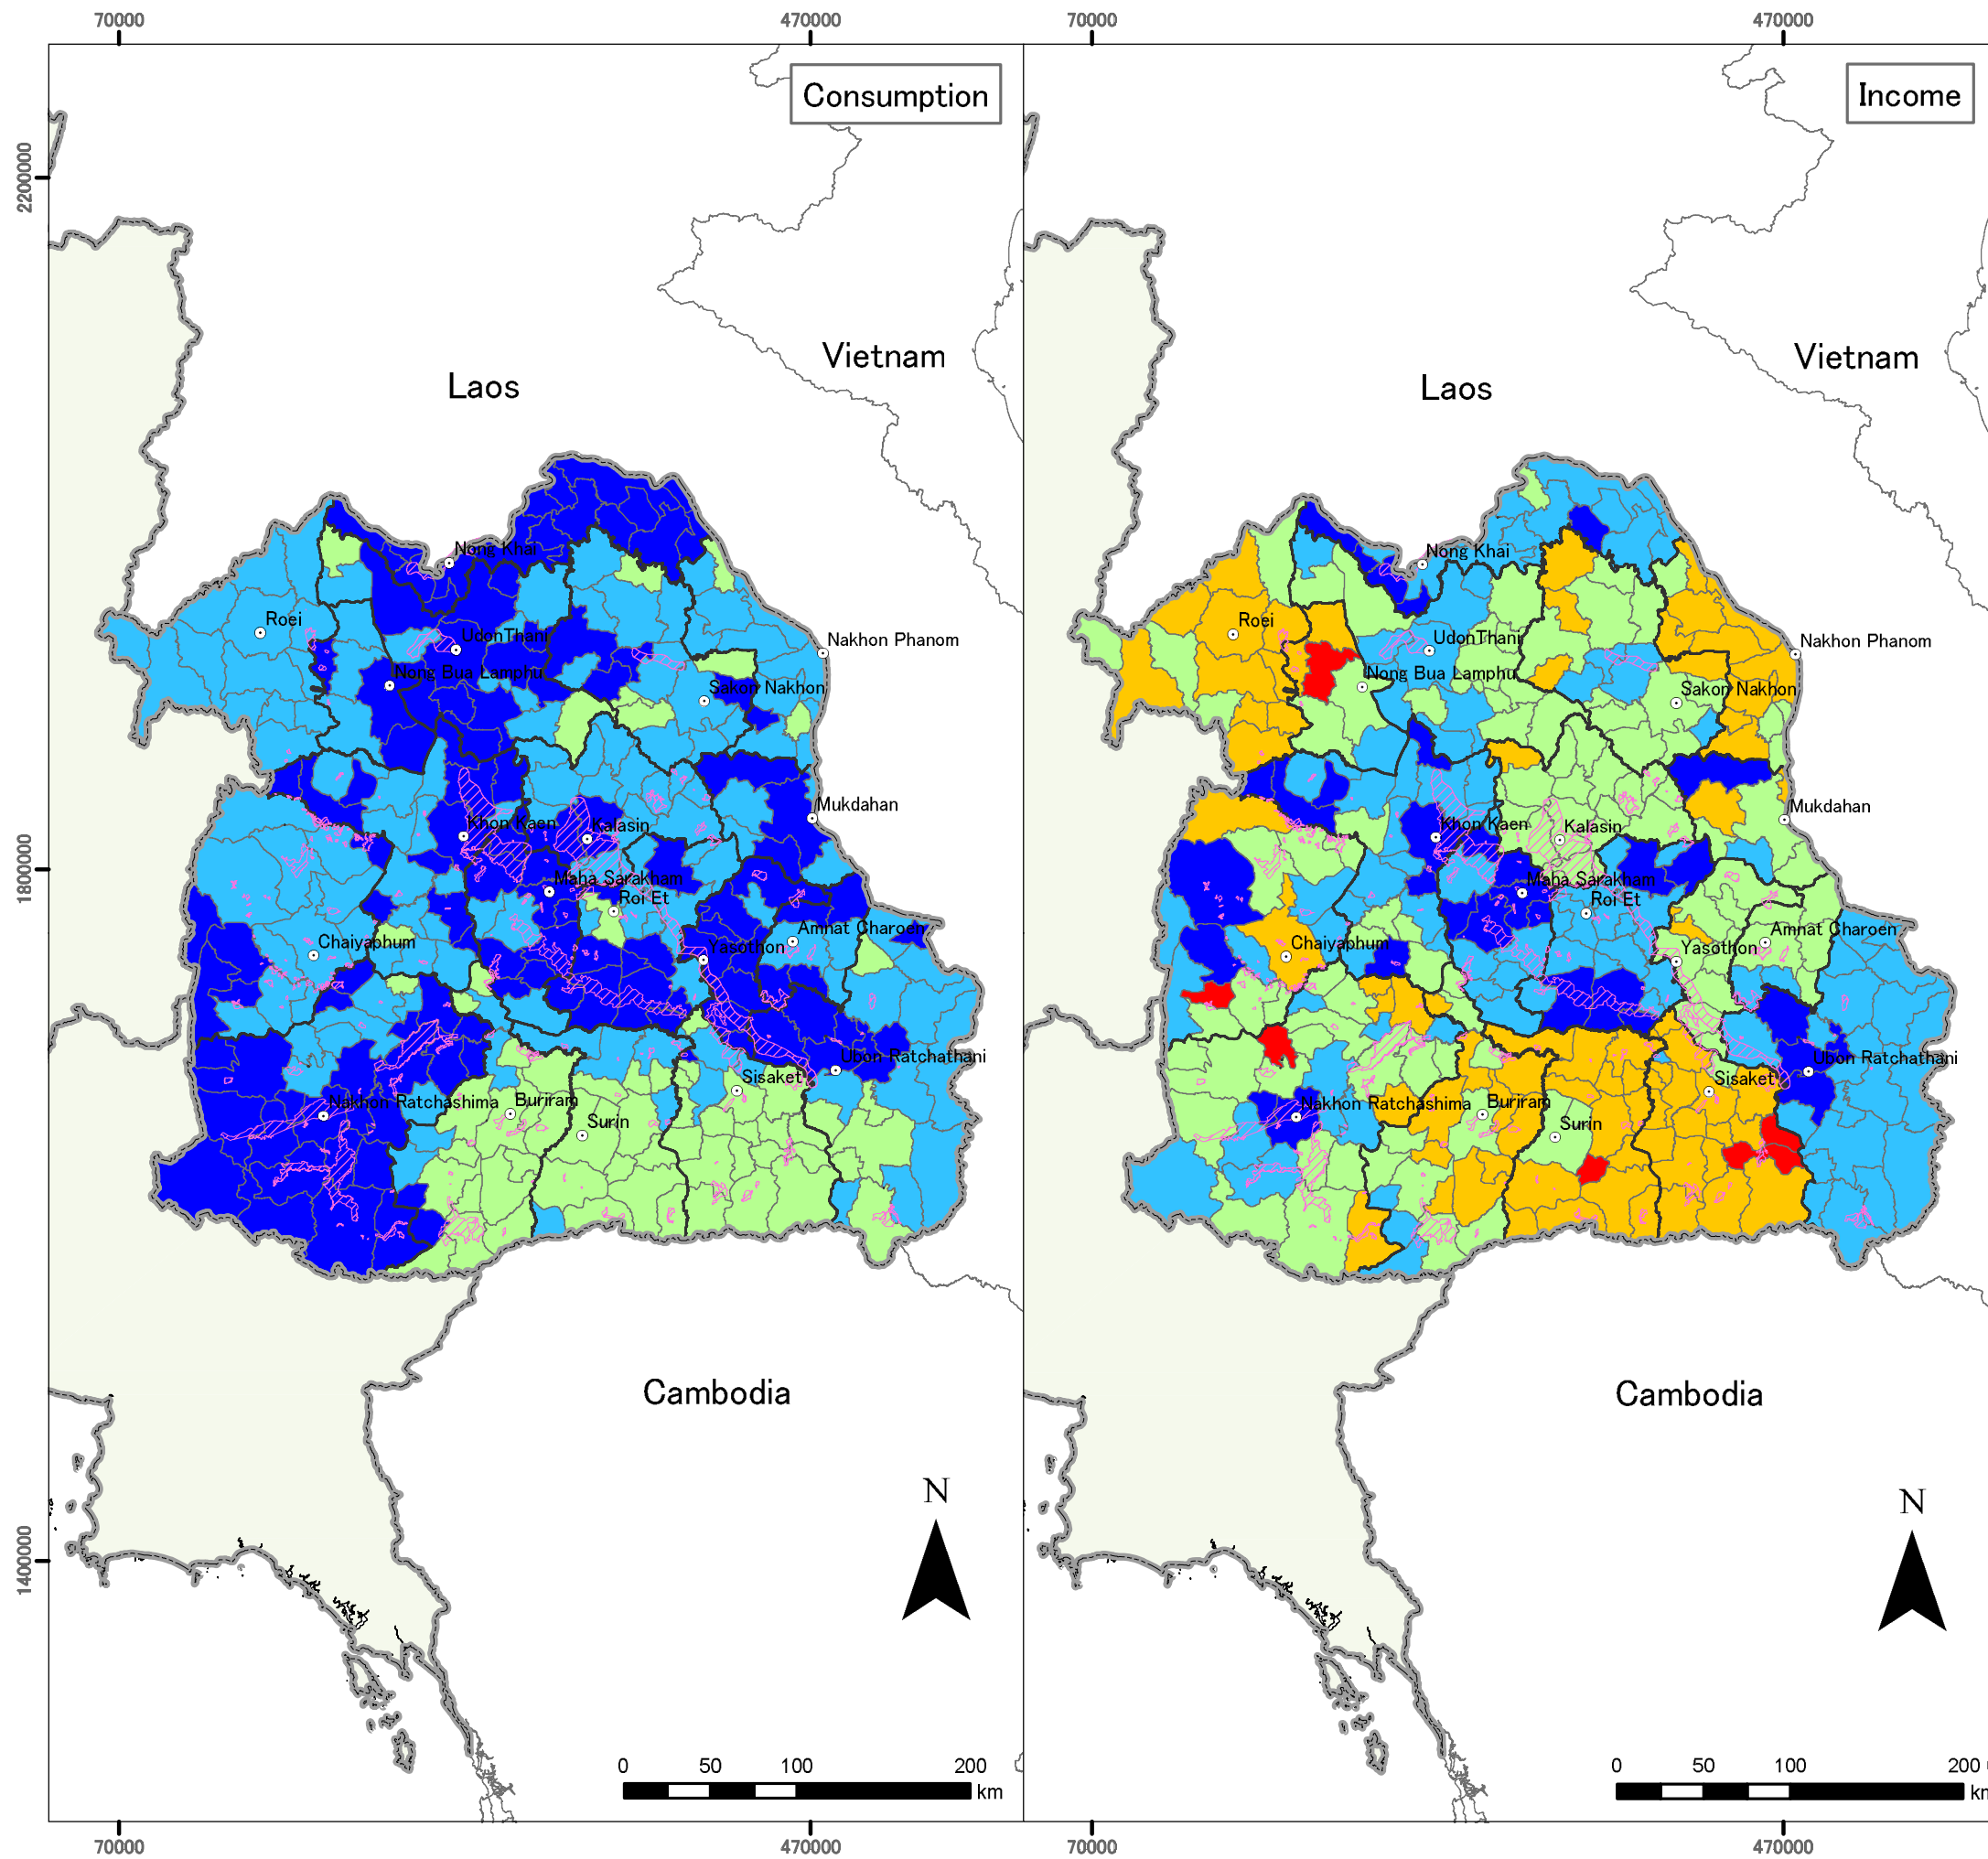 70000
470000
70000
470000
Consumption
Income
2200000
Vietnam
Laos
Vietnam
Laos
Nong Khai
Roei
UdonThani
Nakhon Phanom
Nong Bua Lamphu
Sakon Nakhon
Mukdahan
Khon Kaen
Kalasin
1800000
Maha Sarakham
Roi Et
Amnat Charoen
Chaiyaphum
Yasothon
Ubon Ratchathani
Sisaket
Nakhon Ratchashima
Buriram
Surin
Nong Khai
Roei
UdonThani
Nakhon Phanom
Nong Bua Lamphu
Sakon Nakhon
Mukdahan
Khon Kaen
Kalasin
Maha Sarakham
Roi Et
Amnat Charoen
Chaiyaphum
Yasothon
Ubon Ratchathani
Sisaket
Nakhon Ratchashima
Buriram
Surin
Cambodia
Cambodia
N
N
1400000
0 50 100 200
km
0 50 100 200
km
70000
470000
70000
470000